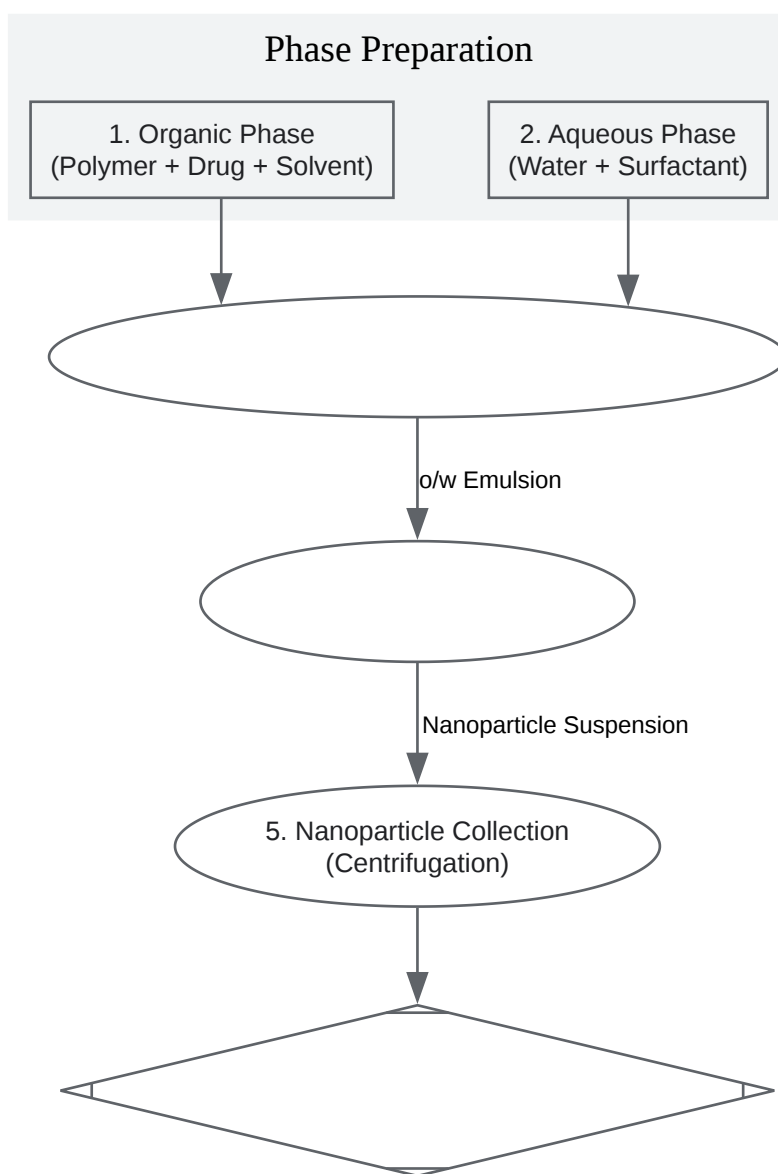 Phase Preparation
1. Organic Phase
(Polymer + Drug + Solvent)
2. Aqueous Phase
(Water + Surfactant)
o/w Emulsion
Nanoparticle Suspension
5. Nanoparticle Collection
(Centrifugation)